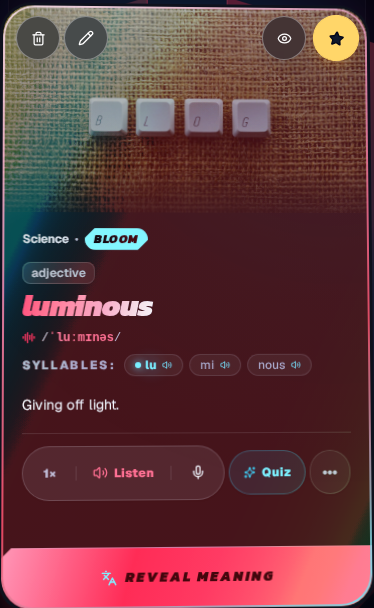 B L O G
Science • BLOOM
adjective
luminous
/ˈluːmɪnəs/
SYLLABLES: lu mi nous
Giving off light.
1× Listen Quiz
REVEAL MEANING